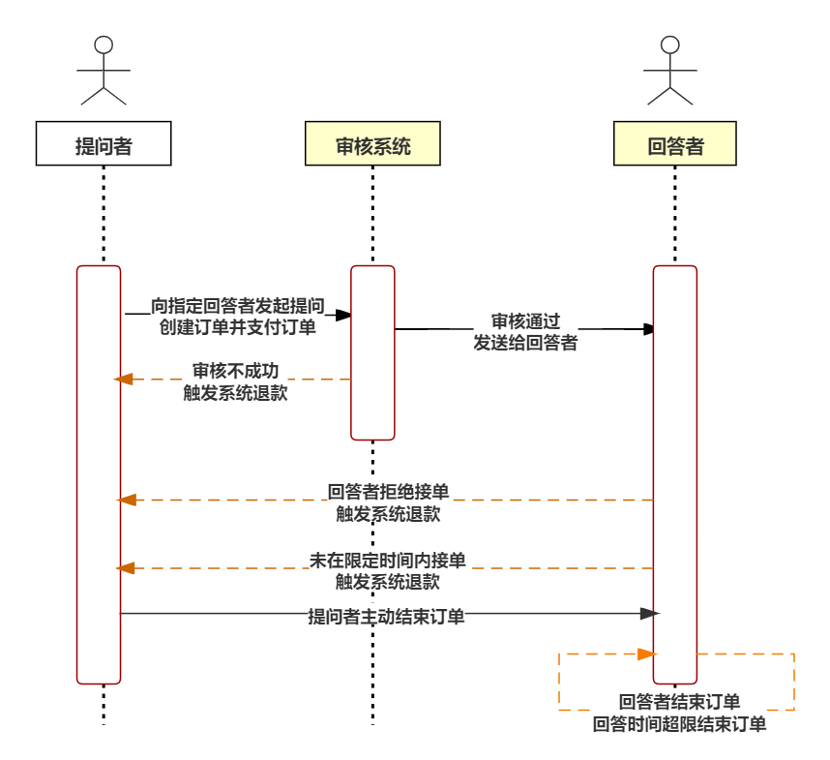 提问者
审核系统
回答者
向指定回答者发起提问
创建订单并支付订单
审核通过
发送给回答者
审核不成功
触发系统退款
回答者拒绝接单
触发系统退款
未在限定时间内接单
触发系统退款
提问者主动结束订单
回答者结束订单
回答时间超限结束订单